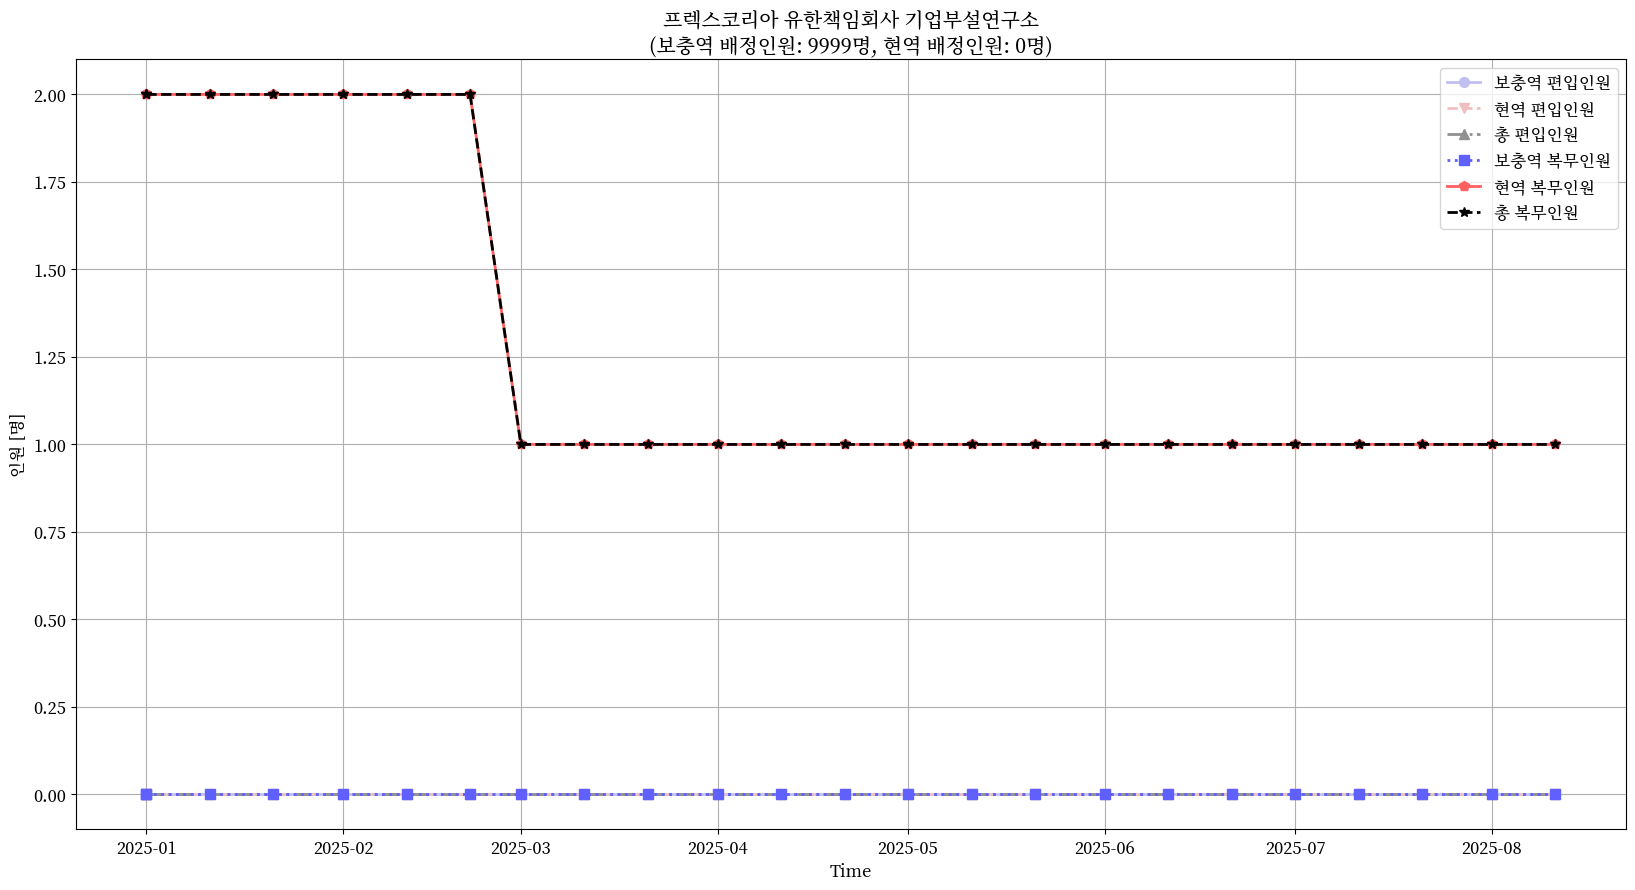 프렉스코리아 유한책임회사 기업부설연구소
(보충역 배정인원: 9999명, 현역 배정인원: 0명)
보충역 편입인원
현역 편입인원
총 편입인원
보충역 복무인원
현역 복무인원
총 복무인원
2.00
1.75
1.50
1.25
1.00
0.75
0.50
0.25
0.00
인원 [명]
2025-01 2025-02 2025-03 2025-04 2025-05 2025-06 2025-07 2025-08
Time